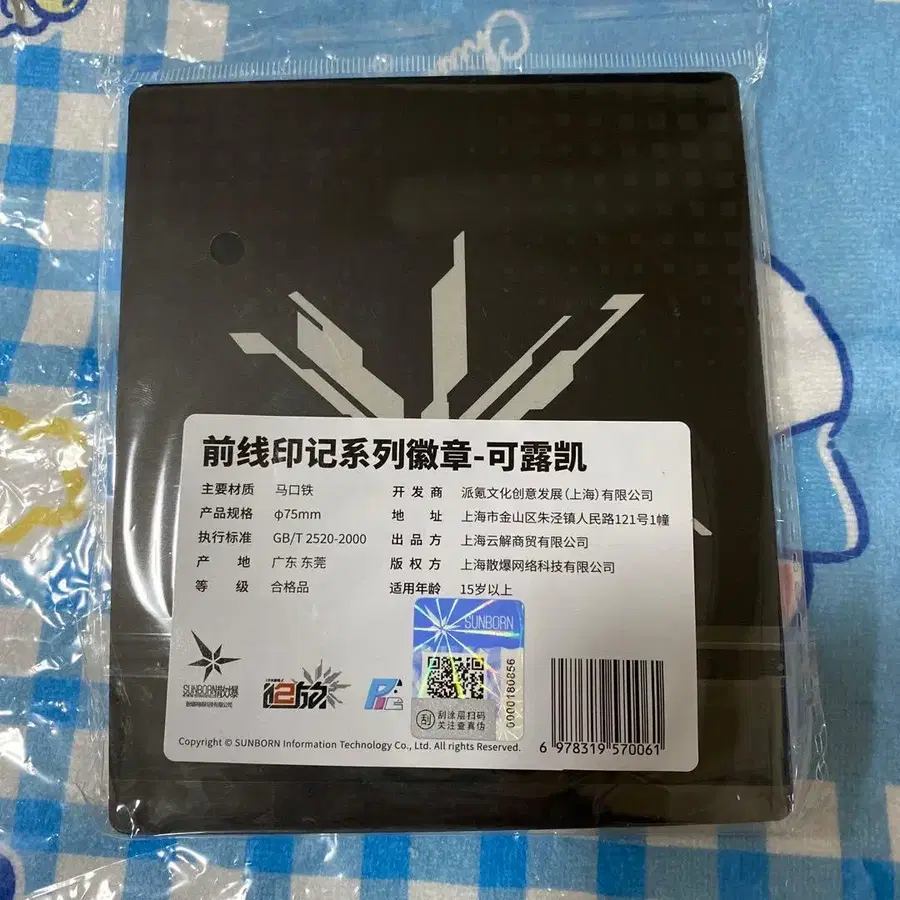 前线印记系列徽章-可露凯
主要材质 马口铁
产品规格 φ75mm
执行标准 GB/T 2520-2000
产 地 广东 东莞
等 级 合格品
开 发 商 派氪文化创意发展(上海)有限公司
地 址 上海市金山区朱泾镇人民路121号1幢
出 品 方 上海云解商贸有限公司
版 权 方 上海散爆网络科技有限公司
适用年龄 15岁以上
SUNBORN
SUNBORN散爆
刮
刮涂层扫码
关注查真伪
0000180856
Copyright © SUNBORN Information Technology Co., Ltd. All rights Reserved.
6 978319 570061